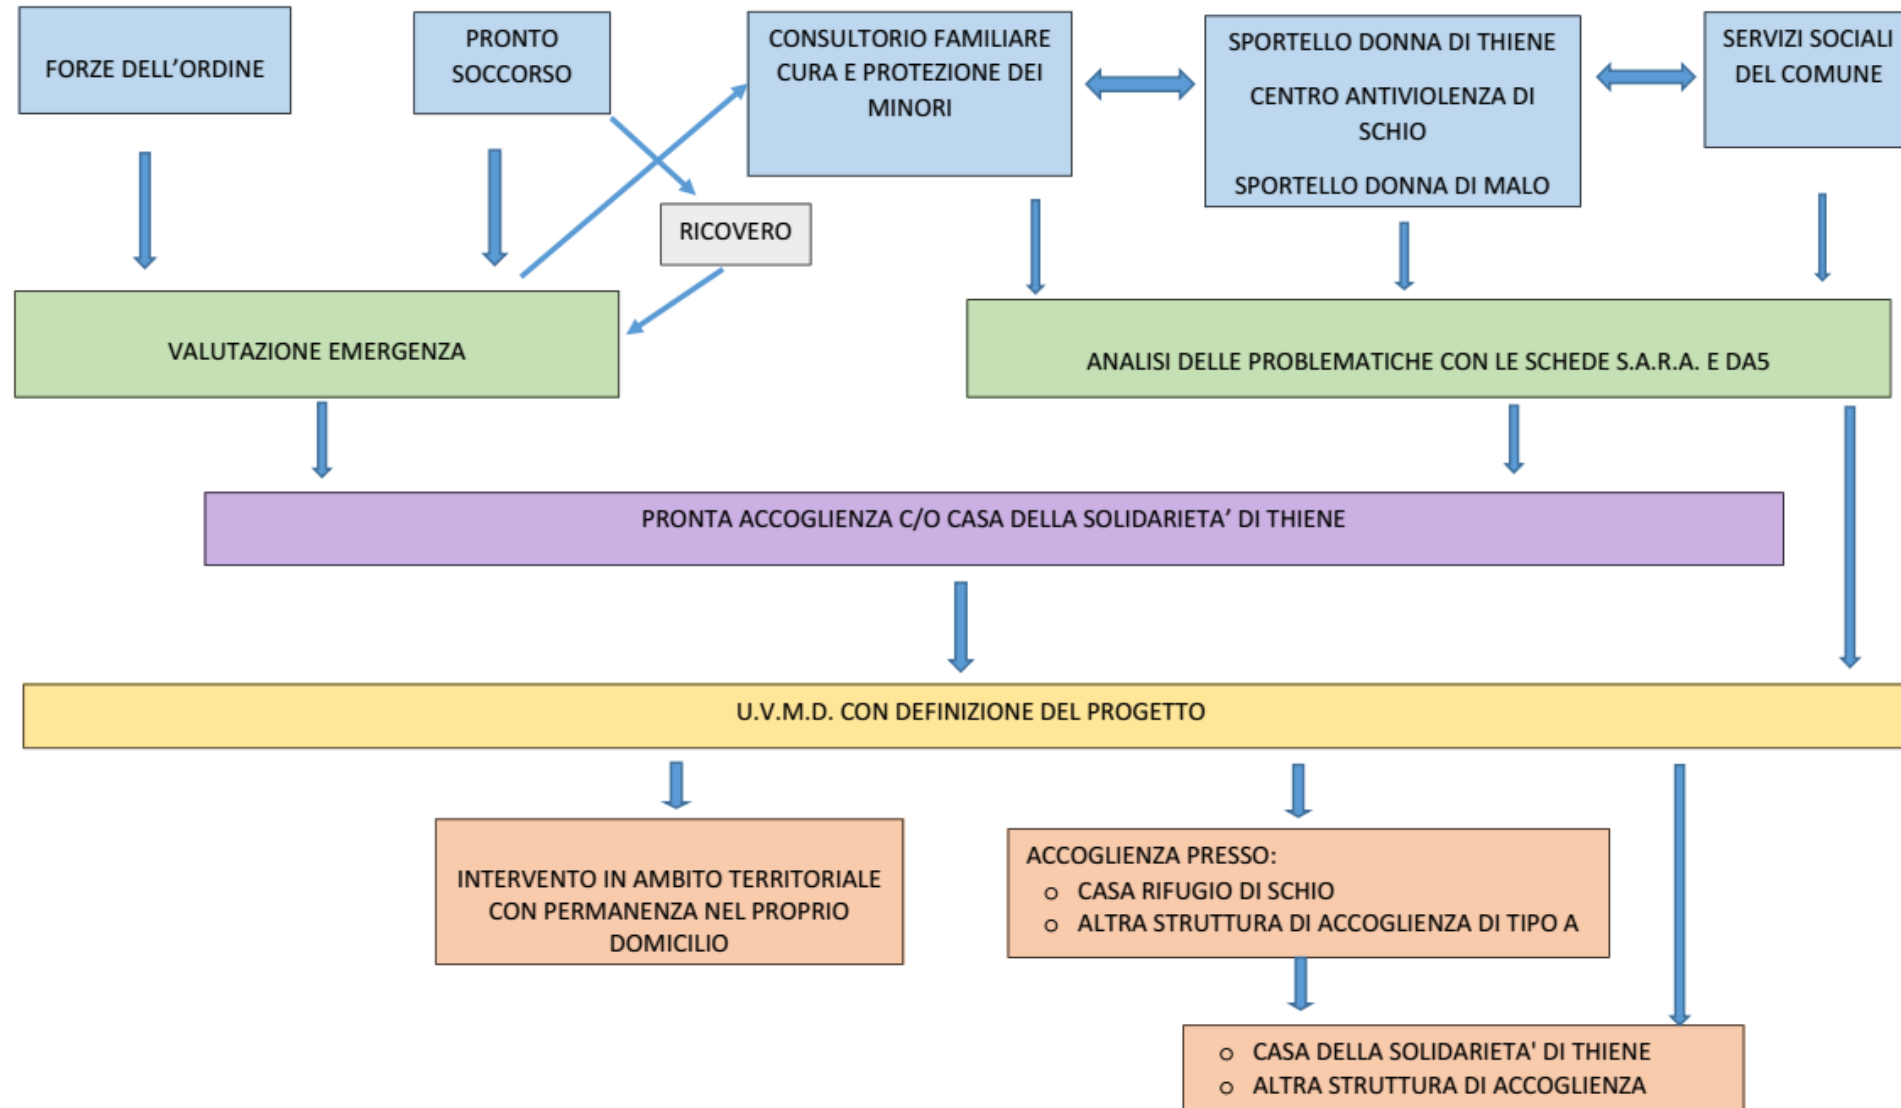 FORZE DELL’ORDINE
PRONTO
SOCCORSO
CONSULTORIO FAMILIARE
CURA E PROTEZIONE DEI
MINORI
SPORTELLO DONNA DI THIENE
CENTRO ANTIVIOLENZA DI
SCHIO
SPORTELLO DONNA DI MALO
SERVIZI SOCIALI
DEL COMUNE
RICOVERO
VALUTAZIONE EMERGENZA
ANALISI DELLE PROBLEMATICHE CON LE SCHEDE S.A.R.A. E DA5
PRONTA ACCOGLIENZA C/O CASA DELLA SOLIDARIETA’ DI THIENE
U.V.M.D. CON DEFINIZIONE DEL PROGETTO
INTERVENTO IN AMBITO TERRITORIALE
CON PERMANENZA NEL PROPRIO
DOMICILIO
ACCOGLIENZA PRESSO:
o CASA RIFUGIO DI SCHIO
o ALTRA STRUTTURA DI ACCOGLIENZA DI TIPO A
o CASA DELLA SOLIDARIETA' DI THIENE
o ALTRA STRUTTURA DI ACCOGLIENZA